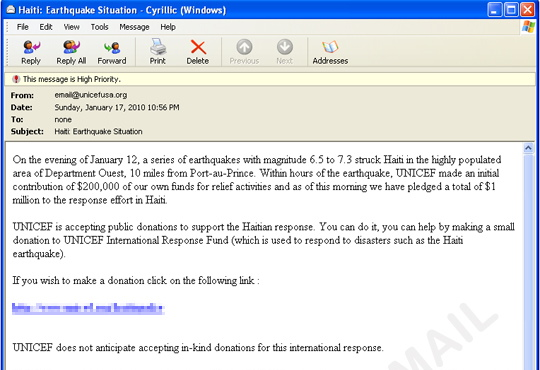 Haiti: Earthquake Situation - Cyrillic (Windows)
File Edit View Tools Message Help
Reply Reply All Forward Print Delete Previous Next Addresses
This message is High Priority.
From: email@unicefusa.org
Date: Sunday, January 17, 2010 10:56 PM
To: none
Subject: Haiti: Earthquake Situation
On the evening of January 12, a series of earthquakes with magnitude 6.5 to 7.3 struck Haiti in the highly populated
area of Department Ouest, 10 miles from Port-au-Prince. Within hours of the earthquake, UNICEF made an initial
contribution of $200,000 of our own funds for relief activities and as of this morning we have pledged a total of $1
million to the response effort in Haiti.
UNICEF is accepting public donations to support the Haitian response. You can do it, you can help by making a small
donation to UNICEF International Response Fund (which is used to respond to disasters such as the Haiti
earthquake).
If you wish to make a donation click on the following link :
UNICEF does not anticipate accepting in-kind donations for this international response.
MAIL